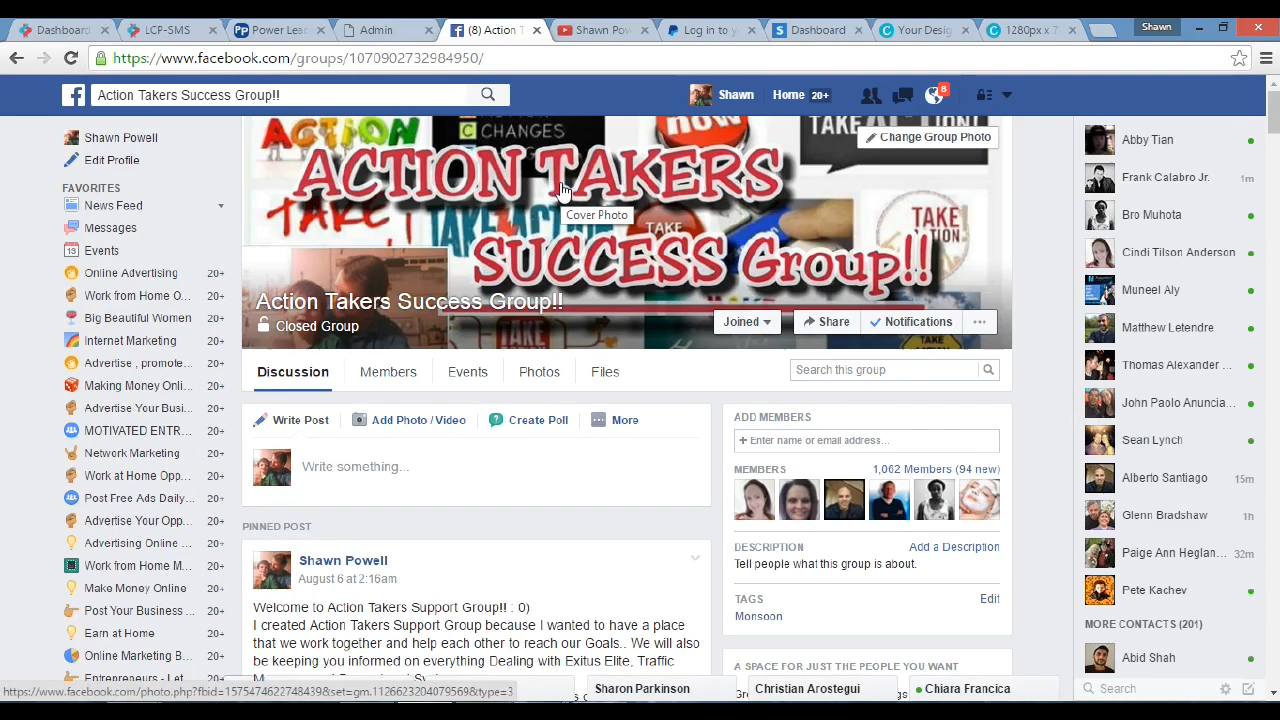 Dashboard
LCP-SMS
Power Lea
Admin
(8) Action T
Shawn Pow
Log in to y
Dashboard
Your Desig
1280px x 7
Shawn
https://www.facebook.com/groups/1070902732984950/
Action Takers Success Group!!
Shawn
Home 20+
8
Shawn Powell
Edit Profile
FAVORITES
News Feed
Messages
Events
Online Advertising 20+
Work from Home O... 20+
Big Beautiful Women 20+
Internet Marketing 20+
Advertise , promote... 20+
Making Money Onli... 20+
Advertise Your Busi... 20+
MOTIVATED ENTR... 20+
Network Marketing 20+
Work at Home Opp... 20+
Post Free Ads Daily... 20+
Advertise Your Opp... 20+
Advertising Online ... 20+
Work from Home M... 20+
Make Money Online 20+
Post Your Business ... 20+
Earn at Home 20+
Online Marketing B... 20+
Entrepreneurs - Let 20+
ACTION
CHANGES
NOW
Change Group Photo
ACTION TAKERS
TAKE
TAKE
ACTION
Cover Photo
SUCCESS Group!!
Action Takers Success Group!!
Closed Group
Joined
Share
Notifications
Discussion
Members
Events
Photos
Files
Search this group
Write Post
Add Photo / Video
Create Poll
More
Write something...
PINNED POST
Shawn Powell
August 6 at 2:16am
Welcome to Action Takers Support Group!! : 0)
I created Action Takers Support Group because I wanted to have a place
that we work together and help each other to reach our Goals.. We will also
be keeping you informed on everything Dealing with Exitus Elite, Traffic
ADD MEMBERS
+ Enter name or email address...
MEMBERS
1,062 Members (94 new)
DESCRIPTION
Add a Description
Tell people what this group is about.
TAGS
Edit
Monsoon
A SPACE FOR JUST THE PEOPLE YOU WANT
Abby Tian
Frank Calabro Jr. 1m
Bro Muhota
Cindi Tilson Anderson
Muneel Aly
Matthew Letendre
Thomas Alexander ...
John Paolo Anuncia...
Sean Lynch
Alberto Santiago 15m
Glenn Bradshaw 1h
Paige Ann Heglan... 32m
Pete Kachev
MORE CONTACTS (201)
Abid Shah
Search
https://www.facebook.com/photo.php?fbid=1575474622748439&set=gm.1130232040795691&type=3
Sharon Parkinson
Christian Arostegui
Chiara Francica